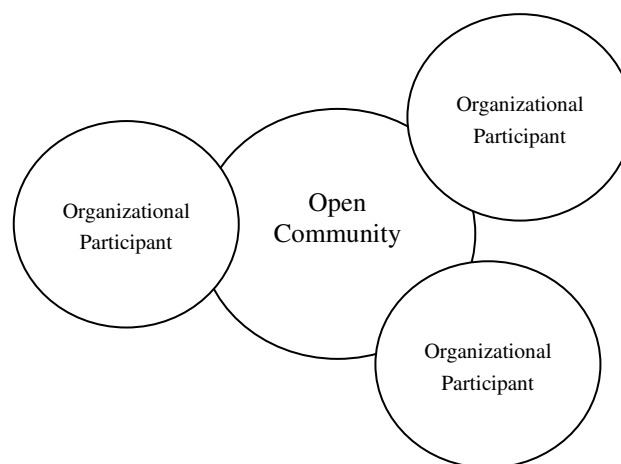 Organizational
Participant
Open
Community
Organizational
Participant
Organizational
Participant